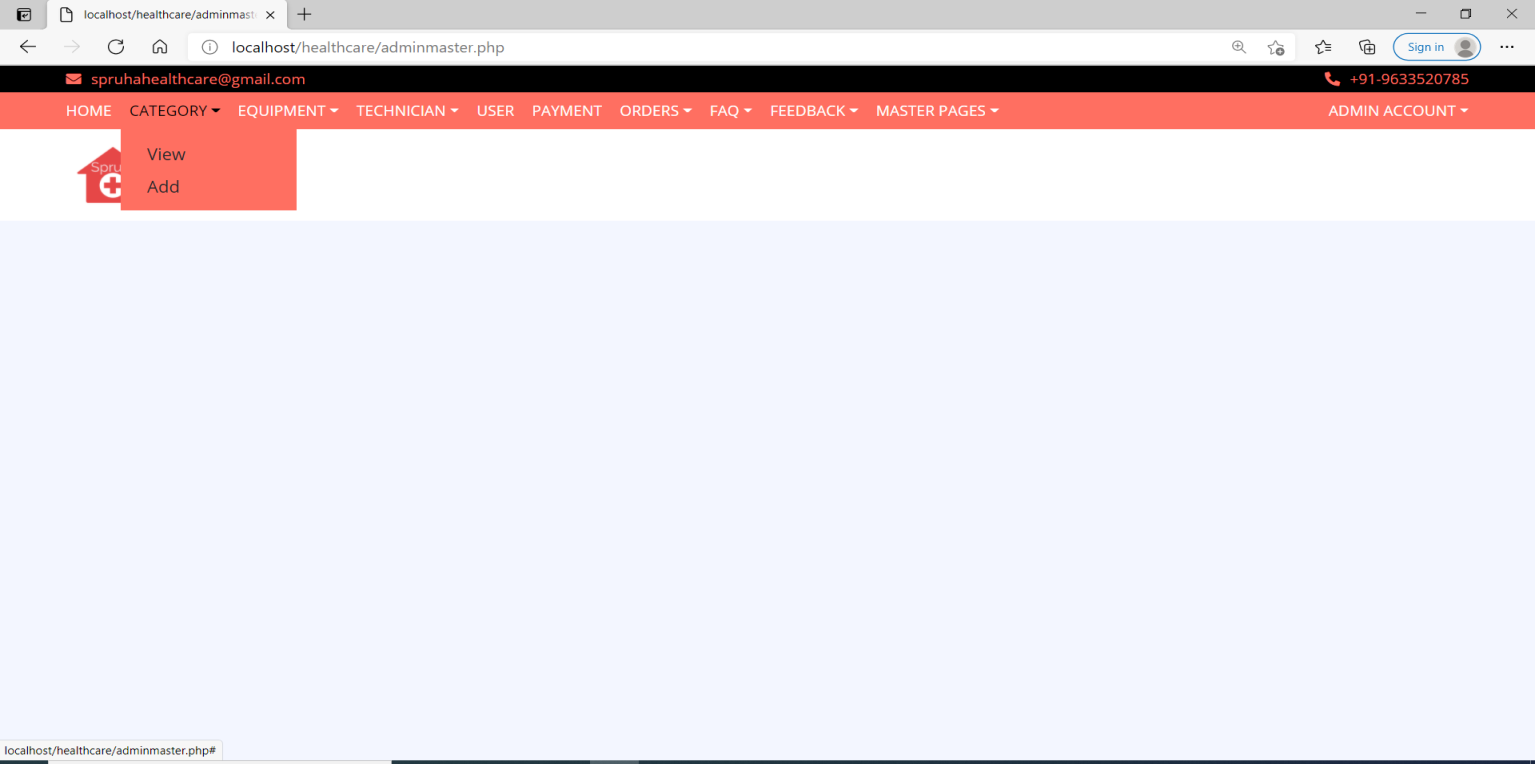 localhost/healthcare/adminmast
localhost/healthcare/adminmaster.php
Sign in
spruhahealthcare@gmail.com
+91-9633520785
HOME CATEGORY EQUIPMENT TECHNICIAN USER PAYMENT ORDERS FAQ FEEDBACK MASTER PAGES ADMIN ACCOUNT
View
Spru
Add
localhost/healthcare/adminmaster.php#